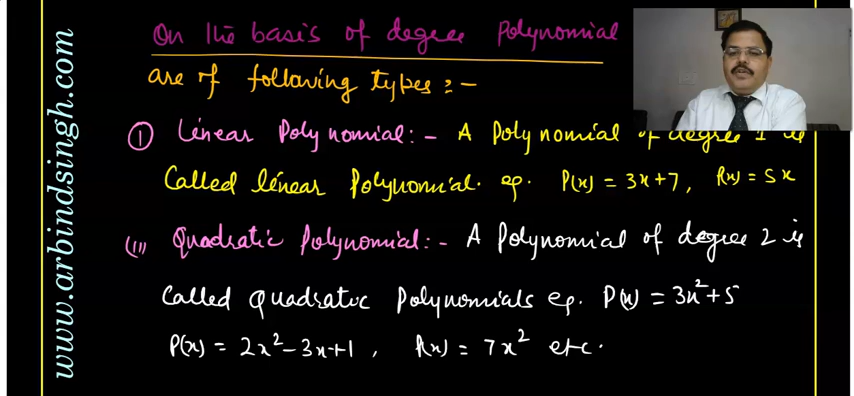 www.arbindsingh.com
On the basis of degree Polynomial
are of following types :-
(1) Linear Polynomial :- A Polynomial of degree 1 is
Called linear Polynomial. eg. P(x) = 3x+7, P(x) = 5x
(II) Quadratic Polynomial :- A Polynomial of degree 2 is
Called Quadratic Polynomials eg. P(x) = 3x²+5
P(x) = 2x²-3x+1, P(x) = 7x² etc.